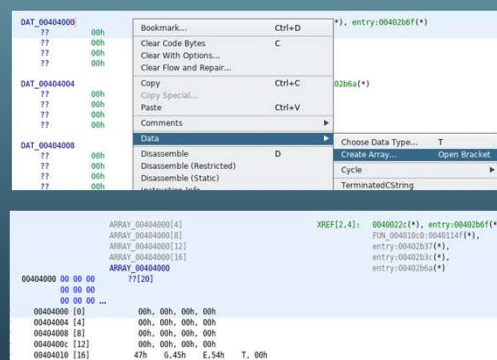 DAT_00404000
?? 00h
?? 00h
?? 00h
?? 00h
DAT_00404004
?? 00h
?? 00h
?? 00h
?? 00h
DAT_00404008
?? 00h
?? 00h
?? 00h
Bookmark... Ctrl+D
Clear Code Bytes C
Clear With Options...
Clear Flow and Repair...
Copy Ctrl+C
Copy Special...
Paste Ctrl+V
Comments
Data
Disassemble D
Disassemble (Restricted)
Disassemble (Static)
Instruction Info...
*), entry:00402b6f(*)
02b6a(*)
Choose Data Type... T
Create Array... Open Bracket
Cycle
TerminatedCString
ARRAY_00404000[4] XREF[2,4]: 0040022c(*), entry:00402b6f(*
ARRAY_00404000[8] FUN_004010c0:0040114f(*),
ARRAY_00404000[12] entry:00402b37(*),
ARRAY_00404000[16] entry:00402b3c(*),
ARRAY_00404000 entry:00402b6a(*)
00404000 00 00 00 ??[20]
00 00 00
00 00 00 ...
00404000 [0] 00h, 00h, 00h, 00h
00404004 [4] 00h, 00h, 00h, 00h
00404008 [8] 00h, 00h, 00h, 00h
0040400c [12] 00h, 00h, 00h, 00h
00404010 [16] 47h G,45h E,54h T, 00h